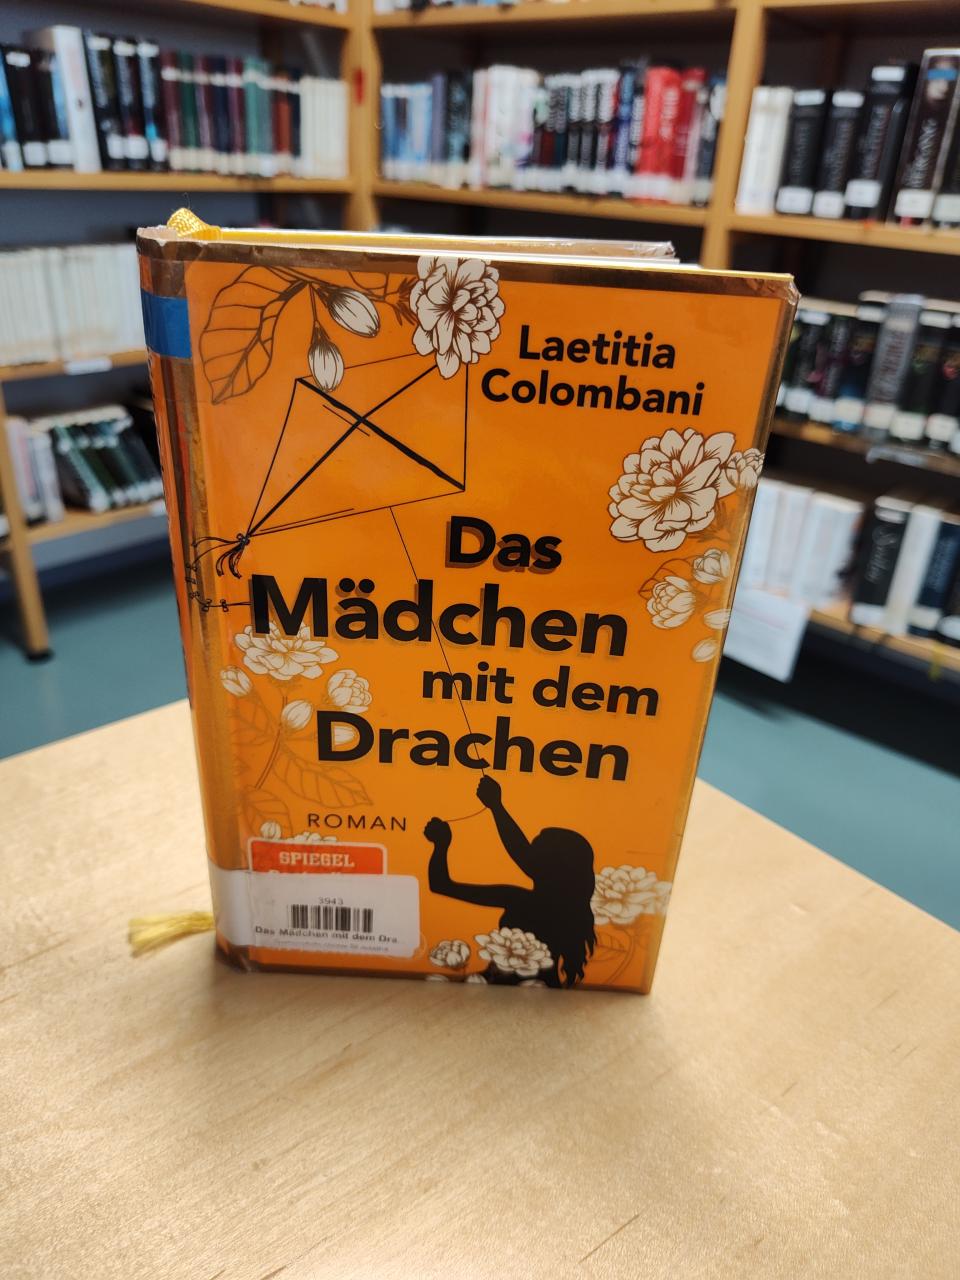 Laetitia
Colombani
Das
Mädchen
mit dem
Drachen
ROMAN
SPIEGEL
3943
Das Mädchen mit dem Dra